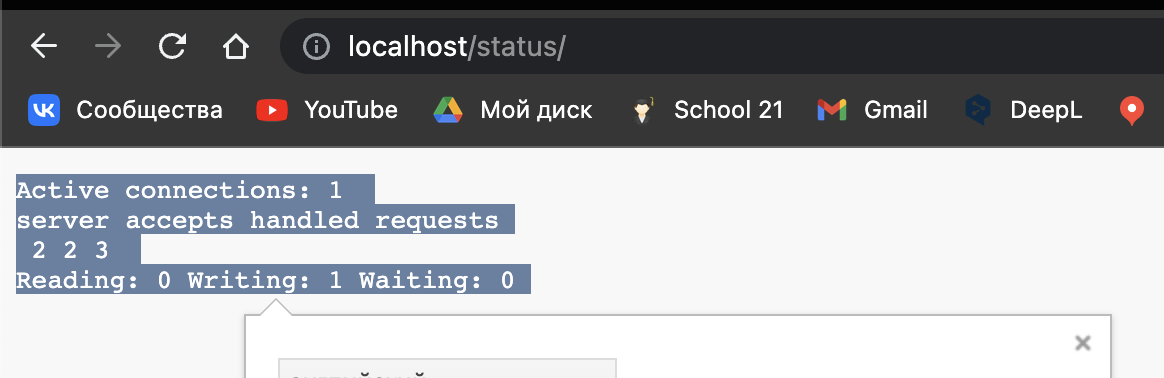 localhost/status/
Сообщества YouTube Мой диск School 21 Gmail DeepL
Active connections: 1
server accepts handled requests
2 2 3
Reading: 0 Writing: 1 Waiting: 0